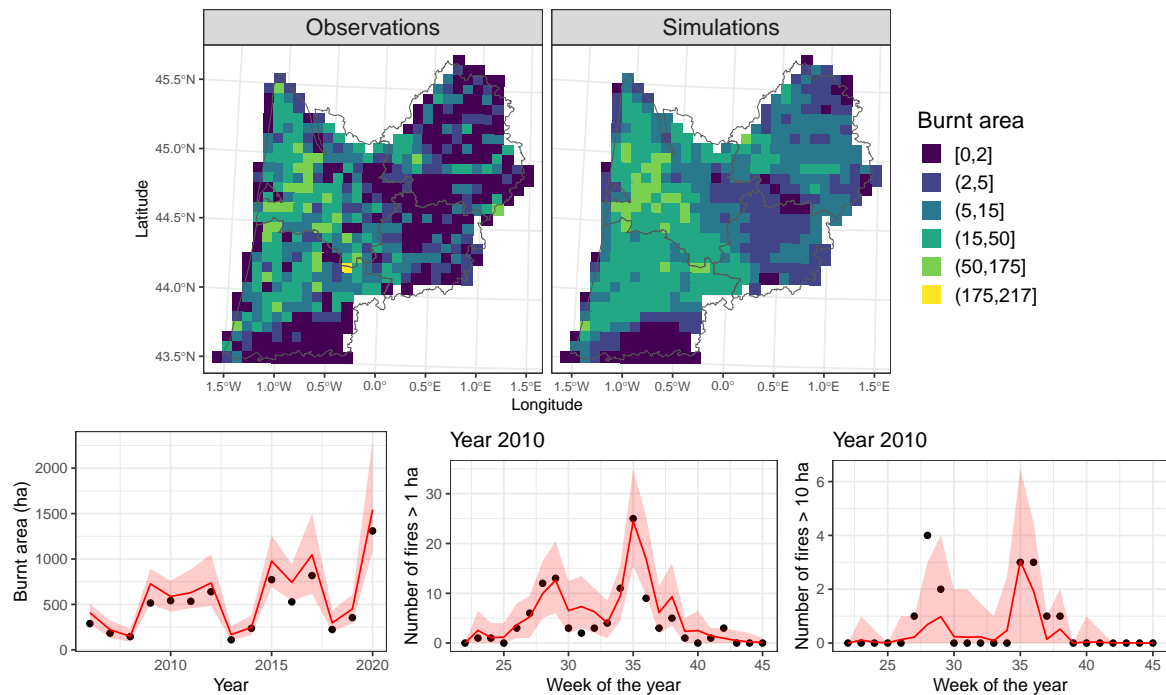 Observations
Simulations
45.5°N
45.0°N
44.5°N
44.0°N
43.5°N
Latitude
1.5°W 1.0°W 0.5°W 0.0° 0.5°E 1.0°E 1.5°E
1.5°W 1.0°W 0.5°W 0.0° 0.5°E 1.0°E 1.5°E
Longitude
Burnt area
[0,2]
(2,5]
(5,15]
(15,50]
(50,175]
(175,217]
Burnt area (ha)
2000
1500
1000
500
0
2010 2015 2020
Year
Year 2010
Number of fires > 1 ha
30
20
10
0
25 30 35 40 45
Week of the year
Year 2010
Number of fires > 10 ha
6
4
2
0
25 30 35 40 45
Week of the year